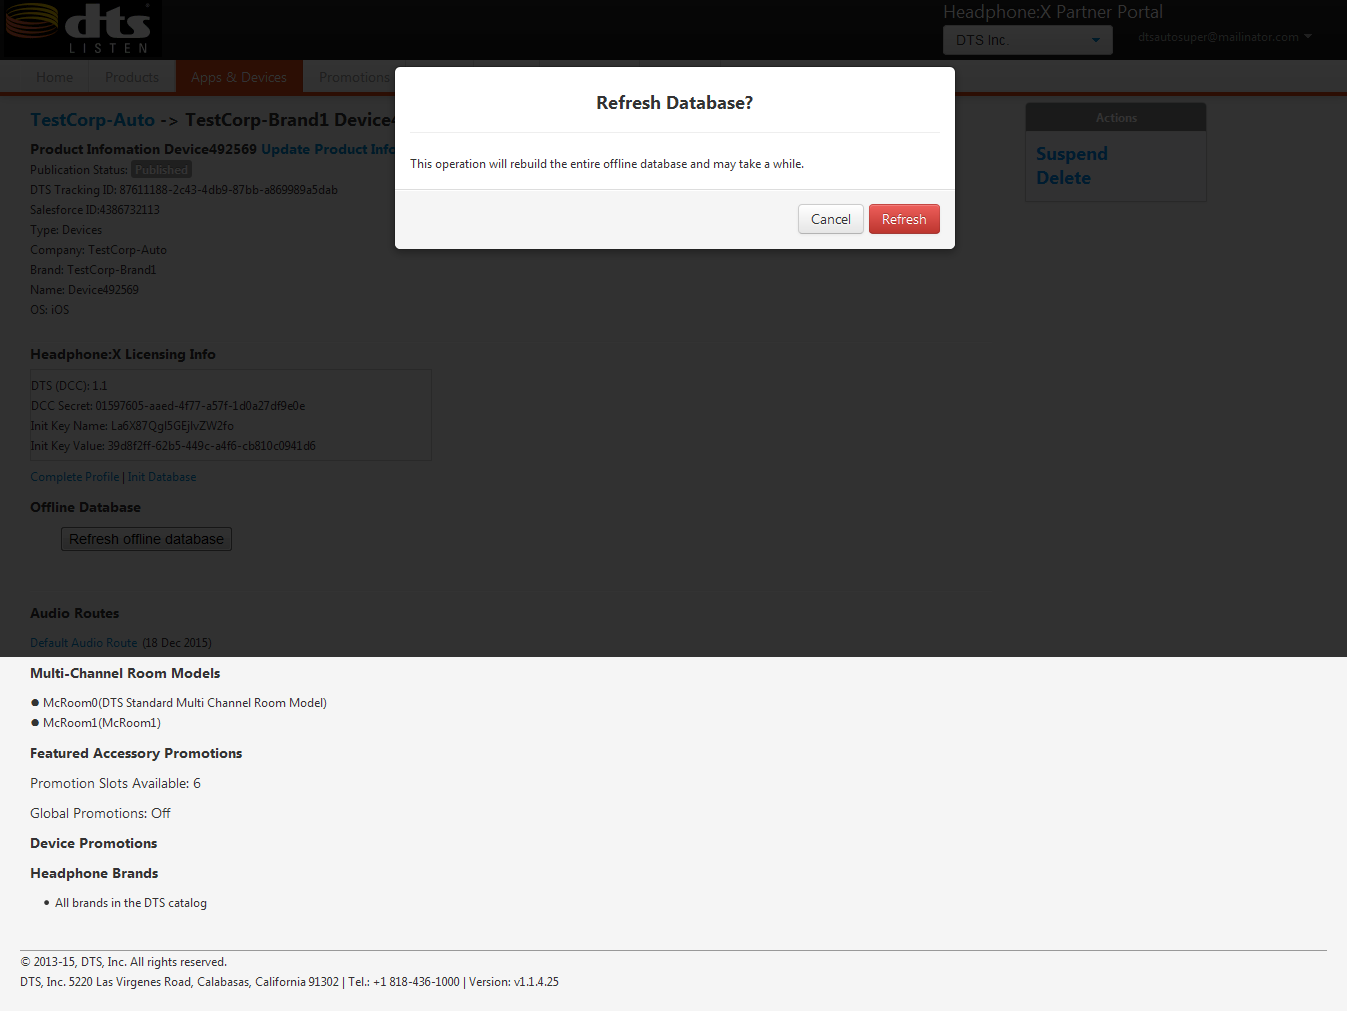 dts
LISTEN
Headphone:X Partner Portal
DTS Inc.
dtsautosuper@mailinator.com
Home
Products
Apps & Devices
Promotions
Refresh Database?
This operation will rebuild the entire offline database and may take a while.
Cancel
Refresh
TestCorp-Auto -> TestCorp-Brand1 Device4
Product Infomation Device492569 Update Product Info
Publication Status: Published
DTS Tracking ID: 87611188-2c43-4db9-87bb-a869989a5dab
Salesforce ID:4386732113
Type: Devices
Company: TestCorp-Auto
Brand: TestCorp-Brand1
Name: Device492569
OS: iOS
Actions
Suspend
Delete
Headphone:X Licensing Info
DTS (DCC): 1.1
DCC Secret: 01597605-aaed-4f77-a57f-1d0a27df9e0e
Init Key Name: La6X87QgI5GEjIvZW2fo
Init Key Value: 39d8f2ff-62b5-449c-a4f6-cb810c0941d6
Complete Profile | Init Database
Offline Database
Refresh offline database
Audio Routes
Default Audio Route (18 Dec 2015)
Multi-Channel Room Models
● McRoom0(DTS Standard Multi Channel Room Model)
● McRoom1(McRoom1)
Featured Accessory Promotions
Promotion Slots Available: 6
Global Promotions: Off
Device Promotions
Headphone Brands
• All brands in the DTS catalog
© 2013-15, DTS, Inc. All rights reserved.
DTS, Inc. 5220 Las Virgenes Road, Calabasas, California 91302 | Tel.: +1 818-436-1000 | Version: v1.1.4.25